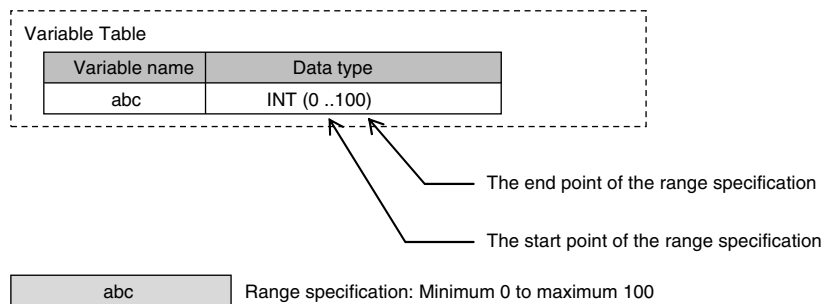 Variable Table
Variable name Data type
abc INT (0 ..100)
The end point of the range specification
The start point of the range specification
abc Range specification: Minimum 0 to maximum 100